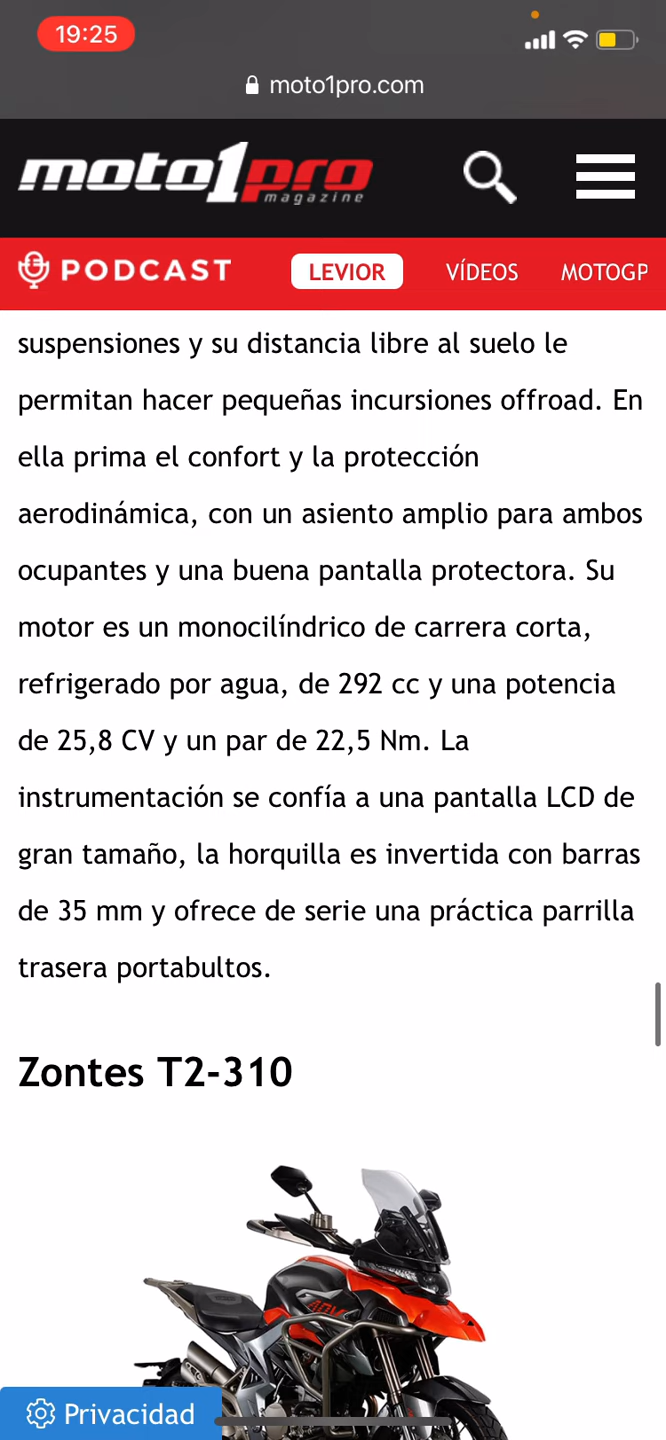 19:25
moto1pro.com
moto1pro
magazine
PODCAST
LEVIOR
VÍDEOS
MOTOGP
suspensiones y su distancia libre al suelo le
permitan hacer pequeñas incursiones offroad. En
ella prima el confort y la protección
aerodinámica, con un asiento amplio para ambos
ocupantes y una buena pantalla protectora. Su
motor es un monocilíndrico de carrera corta,
refrigerado por agua, de 292 cc y una potencia
de 25,8 CV y un par de 22,5 Nm. La
instrumentación se confía a una pantalla LCD de
gran tamaño, la horquilla es invertida con barras
de 35 mm y ofrece de serie una práctica parrilla
trasera portabultos.
Zontes T2-310
ADV
Privacidad